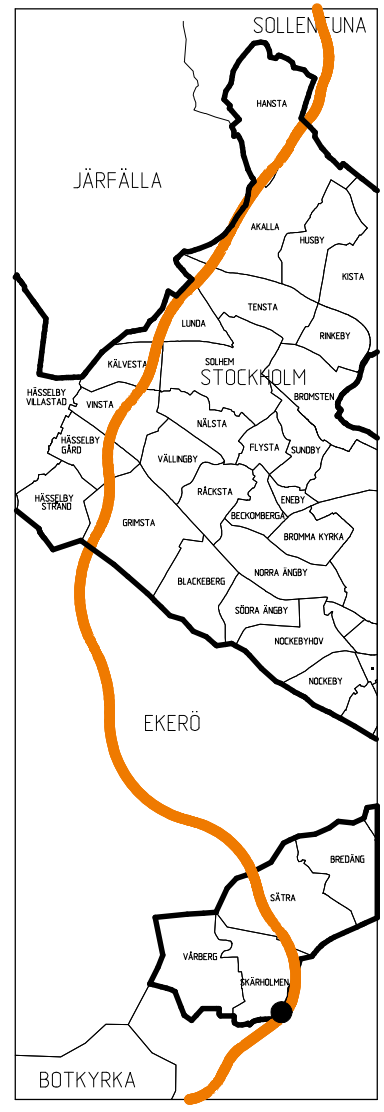 SOLLENTUNA
HANSTA
JÄRFÄLLA
AKALLA
HUSBY
KISTA
TENSTA
LUNDA
RINKEBY
KÄLVESTA
SOLHEM
STOCKHOLM
HÄSSELBY
VILLASTAD
VINSTA
BROMSTEN
NÄLSTA
HÄSSELBY
GÅRD
FLYSTA
SUNDBY
VÄLLINGBY
RÅCKSTA
HÄSSELBY
STRAND
ENEBY
GRIMSTA
BECKOMBERGA
BROMMA KYRKA
BLACKEBERG
NORRA ÄNGBY
SÖDRA ÄNGBY
NOCKEBYHOV
NOCKEBY
EKERÖ
BREDÄNG
SÄTRA
VÅRBERG
SKÄRHOLMEN
BOTKYRKA